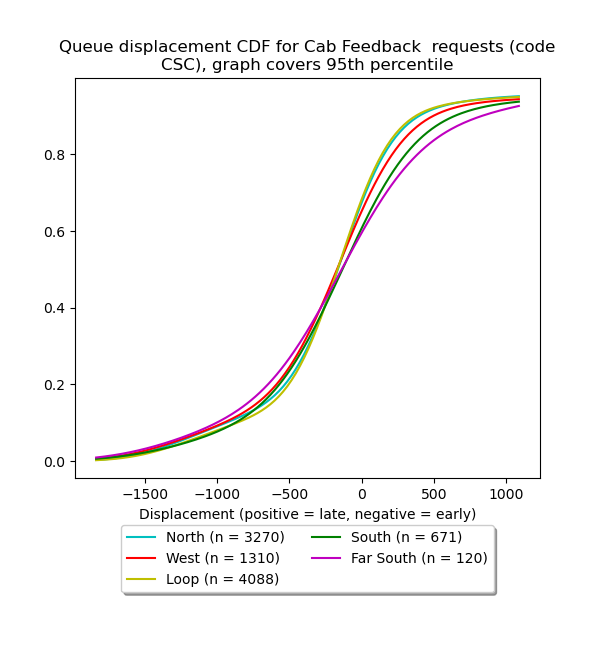 Queue displacement CDF for Cab Feedback  requests (code
CSC), graph covers 95th percentile
0.8
0.6
0.4
0.2
0.0
−1500 −1000 −500 0 500 1000
Displacement (positive = late, negative = early)
North (n = 3270) South (n = 671)
West (n = 1310) Far South (n = 120)
Loop (n = 4088)